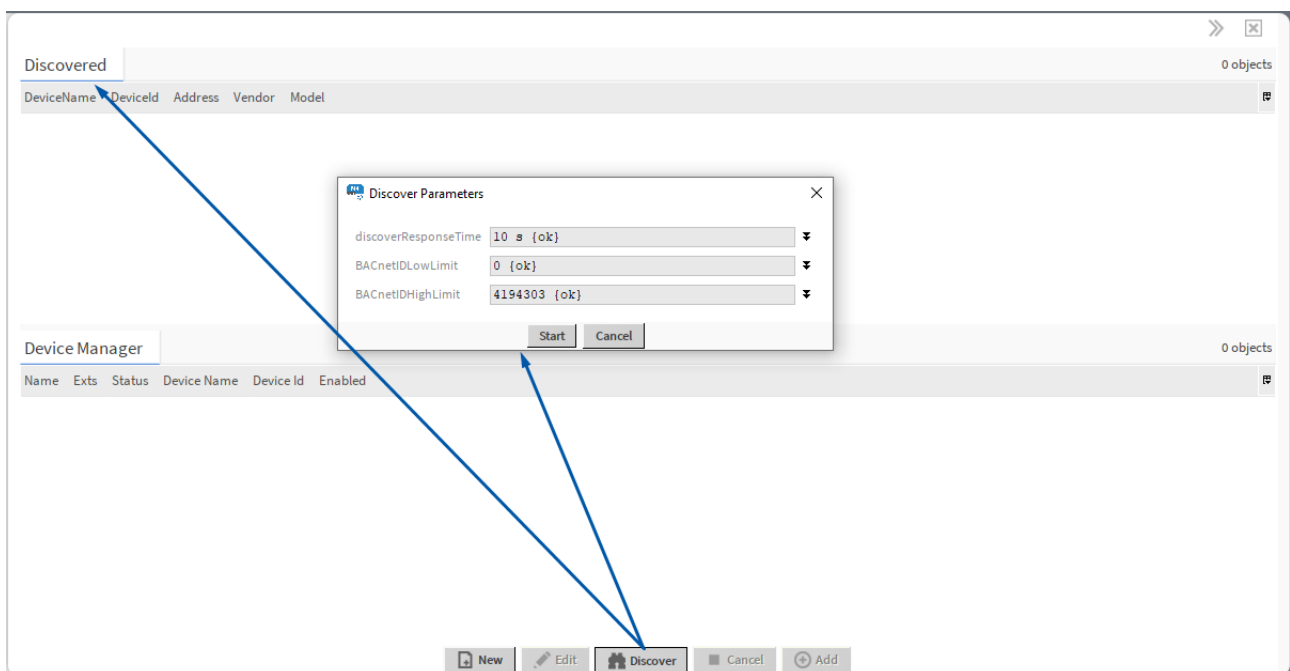 Discovered
0 objects
DeviceName DeviceId Address Vendor Model
Discover Parameters
discoverResponseTime 10 s {ok}
BACnetIDLowLimit 0 {ok}
BACnetIDHighLimit 4194303 {ok}
Start Cancel
Device Manager
0 objects
Name Exts Status Device Name Device Id Enabled
New Edit Discover Cancel Add